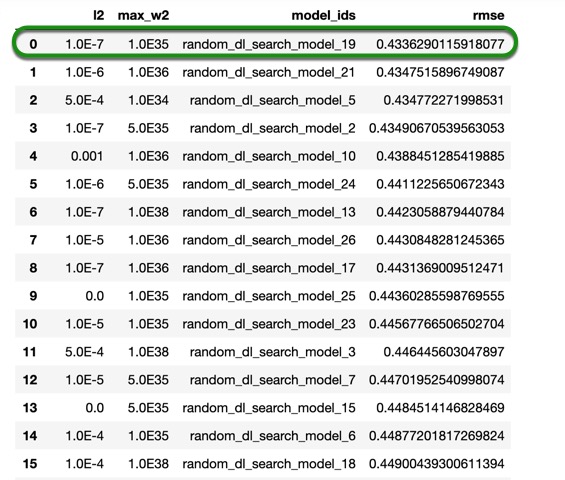 l2 max_w2 model_ids rmse
0 1.0E-7 1.0E35 random_dl_search_model_19 0.4336290115918077
1 1.0E-6 1.0E36 random_dl_search_model_21 0.4347515896749087
2 5.0E-4 1.0E34 random_dl_search_model_5 0.434772271998531
3 1.0E-7 5.0E35 random_dl_search_model_2 0.43490670539563053
4 0.001 1.0E36 random_dl_search_model_10 0.4388451285419885
5 1.0E-6 5.0E35 random_dl_search_model_24 0.4411225650672343
6 1.0E-7 1.0E38 random_dl_search_model_13 0.4423058879440784
7 1.0E-5 1.0E36 random_dl_search_model_26 0.4430848281245365
8 1.0E-7 1.0E36 random_dl_search_model_17 0.4431369009512471
9 0.0 1.0E35 random_dl_search_model_25 0.44360285598769555
10 1.0E-5 1.0E35 random_dl_search_model_23 0.44567766506502704
11 5.0E-4 1.0E38 random_dl_search_model_3 0.446445603047897
12 1.0E-5 5.0E35 random_dl_search_model_7 0.44701952540998074
13 0.0 5.0E35 random_dl_search_model_15 0.4484514146828469
14 1.0E-4 1.0E35 random_dl_search_model_6 0.44877201817269824
15 1.0E-4 1.0E38 random_dl_search_model_18 0.44900439300611394